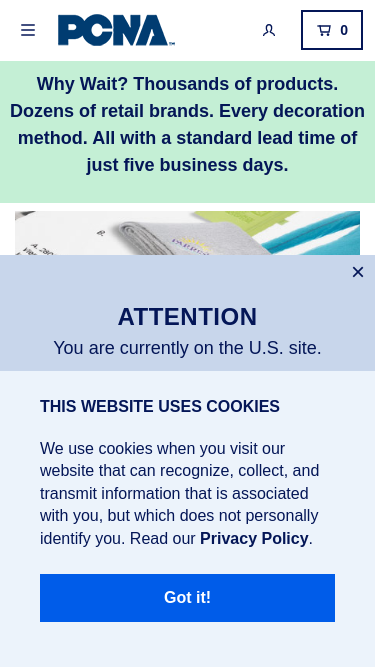 PCNA
0
Why Wait? Thousands of products.
Dozens of retail brands. Every decoration
method. All with a standard lead time of
just five business days.
ATTENTION
You are currently on the U.S. site.
THIS WEBSITE USES COOKIES
We use cookies when you visit our
website that can recognize, collect, and
transmit information that is associated
with you, but which does not personally
identify you. Read our Privacy Policy.
Got it!